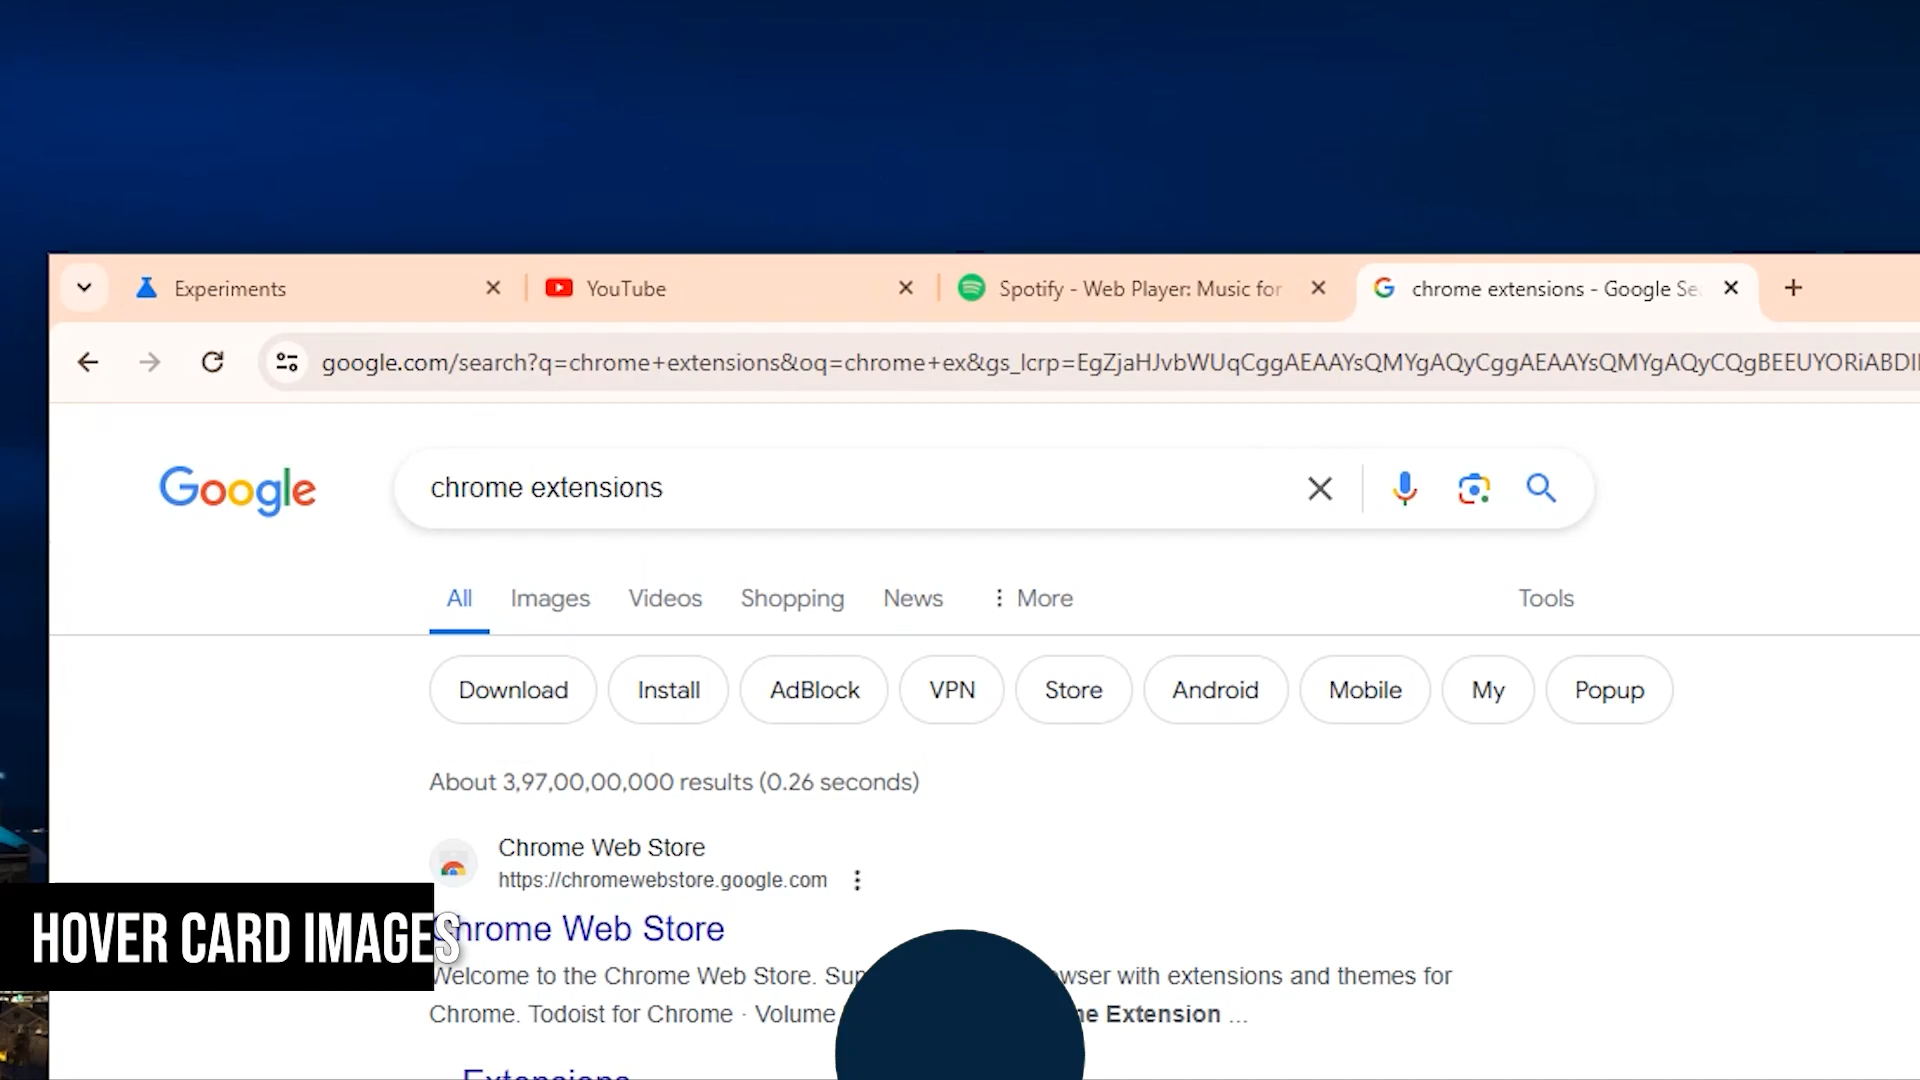 Experiments
YouTube
Spotify - Web Player: Music for
chrome extensions - Google Se
google.com/search?q=chrome+extensions&oq=chrome+ex&gs_lcrp=EgZjaHJvbWUqCggAEAAYsQMYgAQyCggAEAAYsQMYgAQyCQgBEEUYORiABDI
Google
chrome extensions
All
Images
Videos
Shopping
News
More
Tools
Download
Install
AdBlock
VPN
Store
Android
Mobile
My
Popup
About 3,97,00,00,000 results (0.26 seconds)
Chrome Web Store
https://chromewebstore.google.com
Chrome Web Store
HOVER CARD IMAGES
Welcome to the Chrome Web Store. wser with extensions and themes for
Chrome. Todoist for Chrome · Volume Extension ...
Extensions